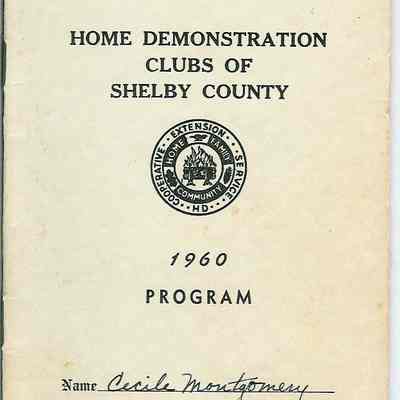 HOME DEMONSTRATION
CLUBS OF
SHELBY COUNTY
COOPERATIVE EXTENSION SERVICE
HOME FAMILY
COMMUNITY
HD
1960
PROGRAM
Name Cecile Montgomery